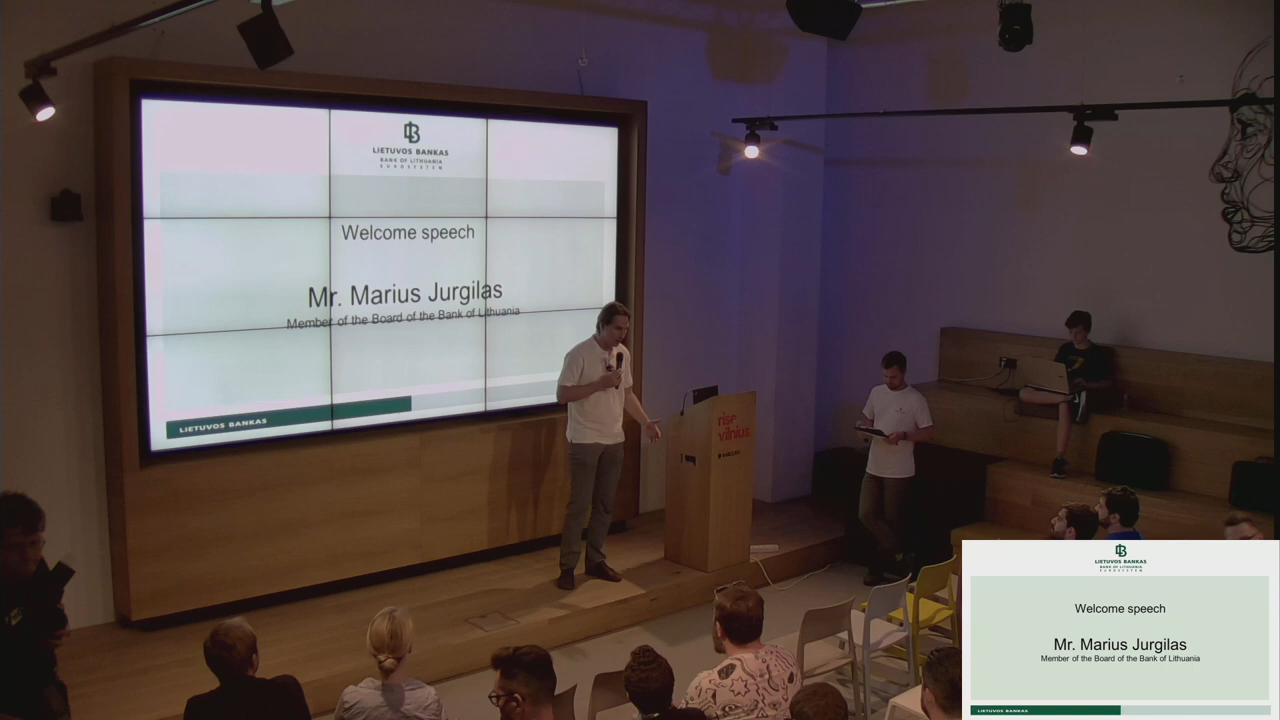 LIETUVOS BANKAS
BANK OF LITHUANIA
EUROSYSTEM
Welcome speech
Mr. Marius Jurgilas
Member of the Board of the Bank of Lithuania
LIETUVOS BANKAS
rise
vilnius
LIETUVOS BANKAS
BANK OF LITHUANIA
EUROSYSTEM
Welcome speech
Mr. Marius Jurgilas
Member of the Board of the Bank of Lithuania
LIETUVOS BANKAS